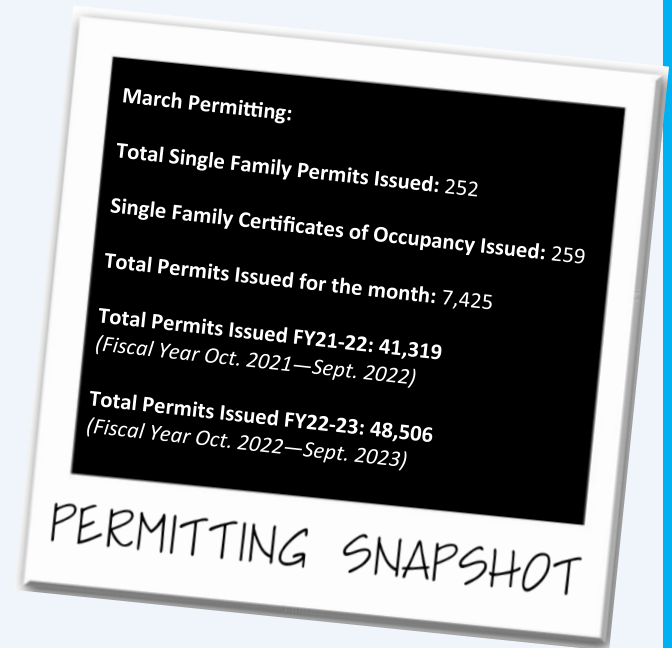 March Permitting:
Total Single Family Permits Issued: 252
Single Family Certificates of Occupancy Issued: 259
Total Permits Issued for the month: 7,425
Total Permits Issued FY21-22: 41,319
(Fiscal Year Oct. 2021—Sept. 2022)
Total Permits Issued FY22-23: 48,506
(Fiscal Year Oct. 2022—Sept. 2023)
PERMITTING SNAPSHOT